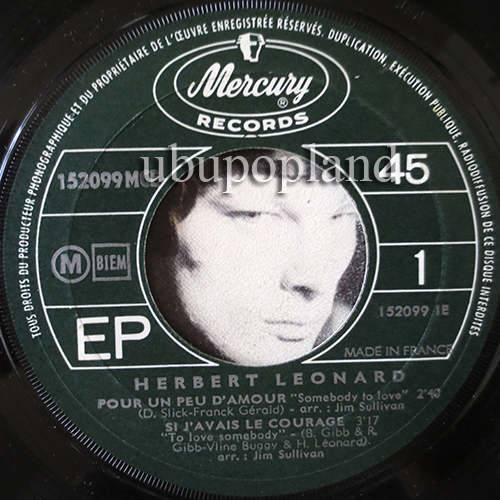 TOUS DROITS DU PRODUCTEUR PHONOGRAPHIQUE ET DU PROPRIÉTAIRE DE L'ŒUVRE ENREGISTRÉE RÉSERVÉS. DUPLICATION, EXÉCUTION PUBLIQUE, RADIODIFFUSION DE CE DISQUE INTERDITES
Mercury
®
RECORDS
ubupopland
152099
45
M
BIEM
1
152099 1E
EP
MADE IN FRANCE
HERBERT LEONARD
POUR UN PEU D'AMOUR "Somebody to love" 2'40
(D. Slick-Franck Gérald) - arr. : Jim Sullivan
SI J'AVAIS LE COURAGE 3'17
"To love somebody" - (B. Gibb & R.
Gibb-Vline Buggy & H. Léonard)
arr. : Jim Sullivan